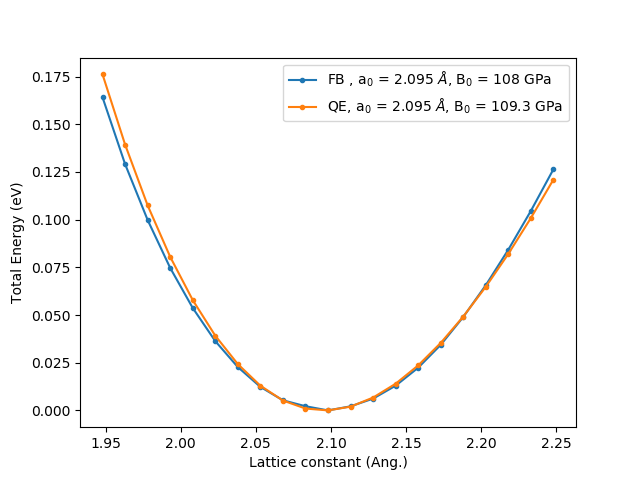 FB , a₀ = 2.095 Å, B₀ = 108 GPa
QE, a₀ = 2.095 Å, B₀ = 109.3 GPa
Total Energy (eV)
0.175
0.150
0.125
0.100
0.075
0.050
0.025
0.000
1.95 2.00 2.05 2.10 2.15 2.20 2.25
Lattice constant (Ang.)